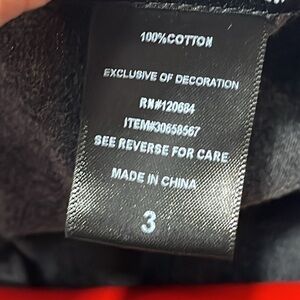 100%COTTON
EXCLUSIVE OF DECORATION
RN#120684
ITEM#30658567
SEE REVERSE FOR CARE
MADE IN CHINA
3